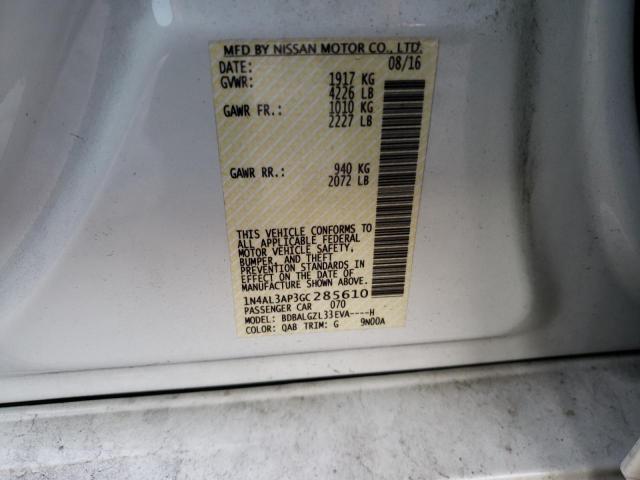 MFD BY NISSAN MOTOR CO., LTD.
DATE: 08/16
GVWR: 1917 KG
4226 LB
GAWR FR.: 1010 KG
2227 LB
GAWR RR.: 940 KG
2072 LB
THIS VEHICLE CONFORMS TO
ALL APPLICABLE FEDERAL
MOTOR VEHICLE SAFETY,
BUMPER, AND THEFT
PREVENTION STANDARDS IN
EFFECT ON THE DATE OF
MANUFACTURE SHOWN ABOVE.
1N4AL3AP3GC285610
PASSENGER CAR 070
MODEL: BDBALGZL33EVA----H
COLOR: QAB TRIM: G 9N00A